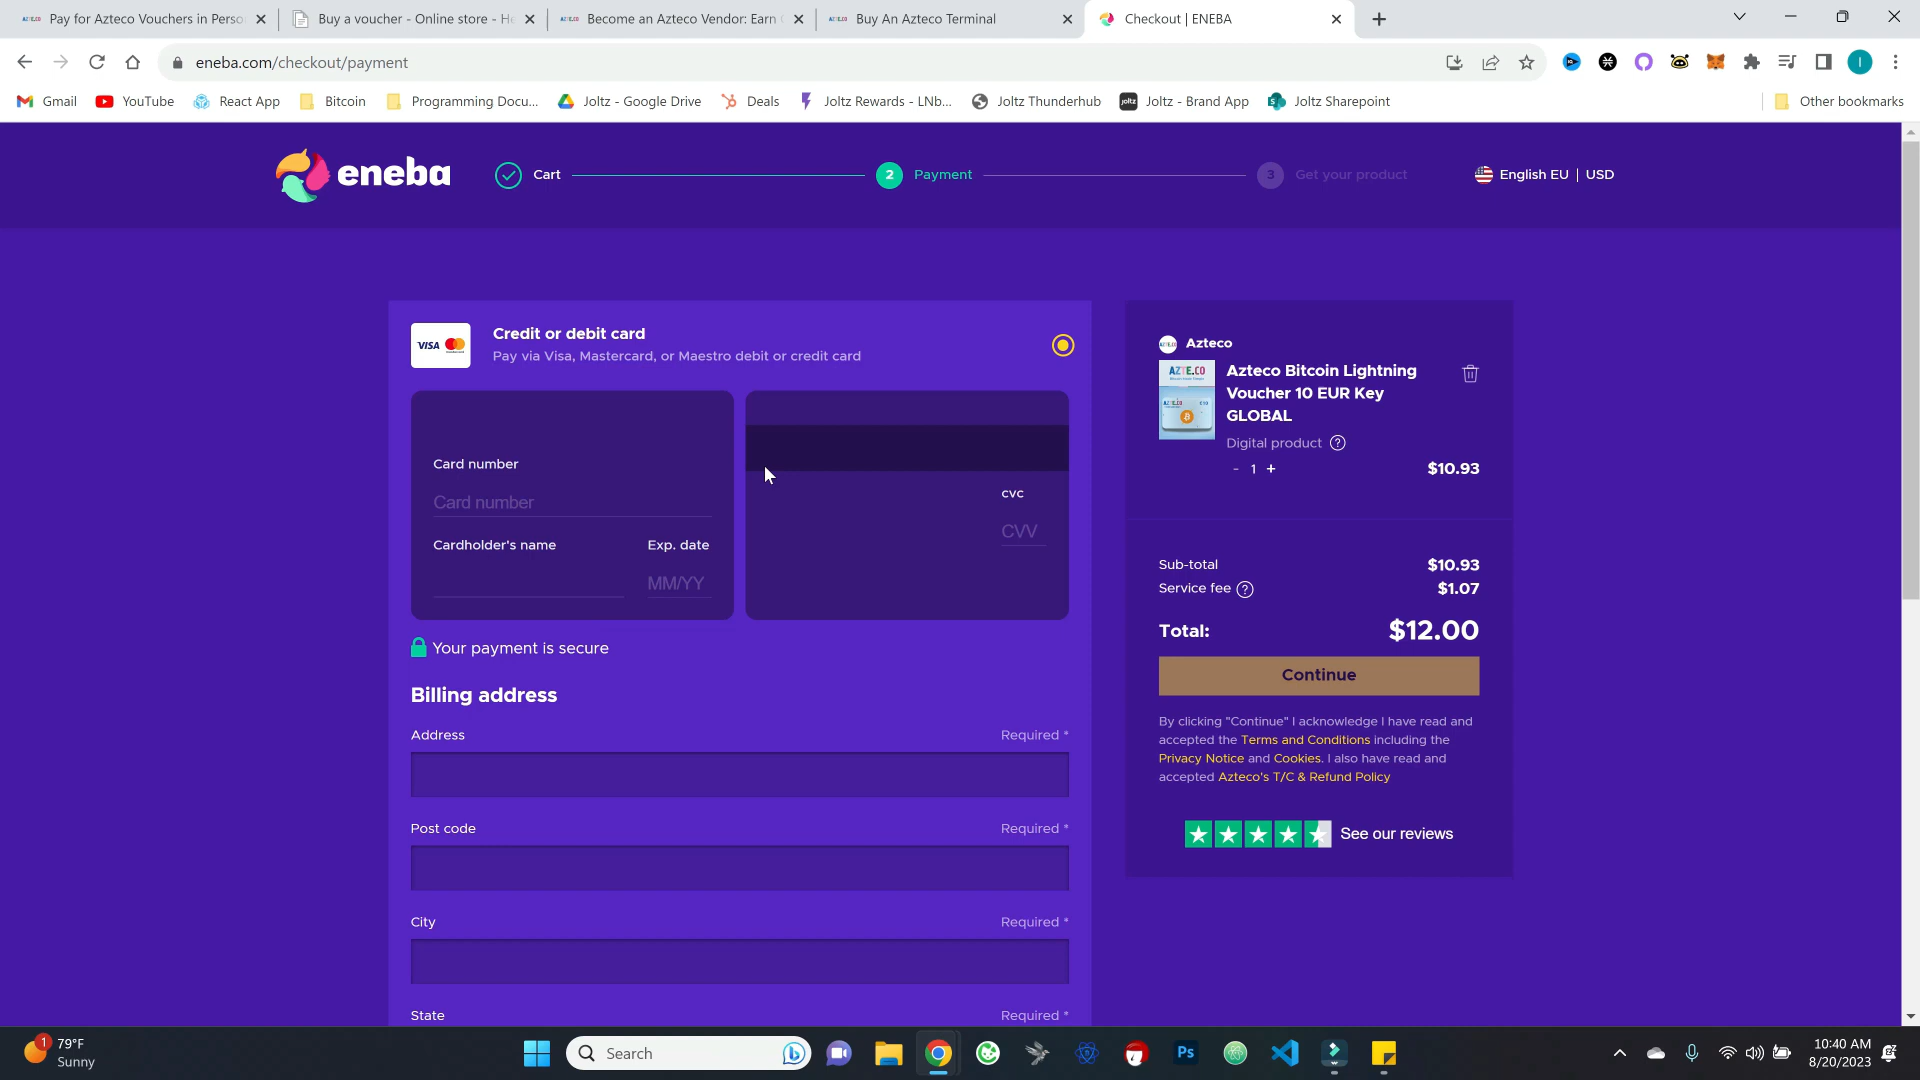 Pay for Azteco Vouchers in Perso
Buy a voucher - Online store - He
Become an Azteco Vendor: Earn
Buy An Azteco Terminal
Checkout | ENEBA
eneba.com/checkout/payment
Gmail
YouTube
React App
Bitcoin
Programming Docu...
Joltz - Google Drive
Deals
Joltz Rewards - LNb...
Joltz Thunderhub
Joltz - Brand App
Joltz Sharepoint
Other bookmarks
eneba
Cart
2 Payment
3 Get your product
English EU | USD
VISA
Credit or debit card
Pay via Visa, Mastercard, or Maestro debit or credit card
Card number
Card number
Cardholder's name
Exp. date
MM/YY
CVC
CVV
Your payment is secure
Billing address
Address
Required *
Post code
Required *
City
Required *
State
Required *
Azteco
AZTE.CO
Azteco Bitcoin Lightning
Voucher 10 EUR Key
GLOBAL
Digital product ?
- 1 +
$10.93
Sub-total $10.93
Service fee ? $1.07
Total: $12.00
Continue
By clicking "Continue" I acknowledge I have read and
accepted the Terms and Conditions including the
Privacy Notice and Cookies. I also have read and
accepted Azteco's T/C & Refund Policy
See our reviews
1
79°F
Sunny
Search
Ps
10:40 AM
8/20/2023